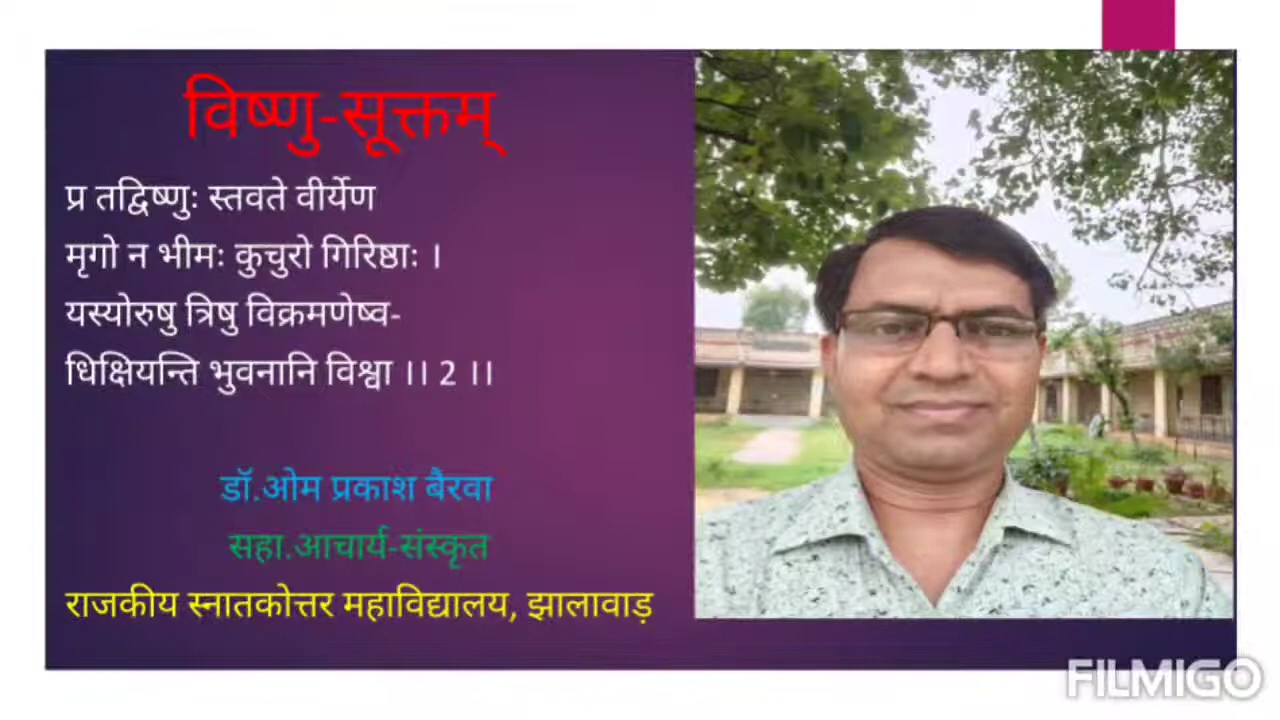 विष्णु-सूक्तम्
प्र तद्विष्णुः स्तवते वीर्येण
मृगो न भीमः कुचुरो गिरिष्ठाः ।
यस्योरुषु त्रिषु विक्रमणेष्व-
धिक्षियन्ति भुवनानि विश्वा ।। 2 ।।
डॉ.ओम प्रकाश बैरवा
सहा.आचार्य-संस्कृत
राजकीय स्नातकोत्तर महाविद्यालय, झालावाड़
FILMIGO